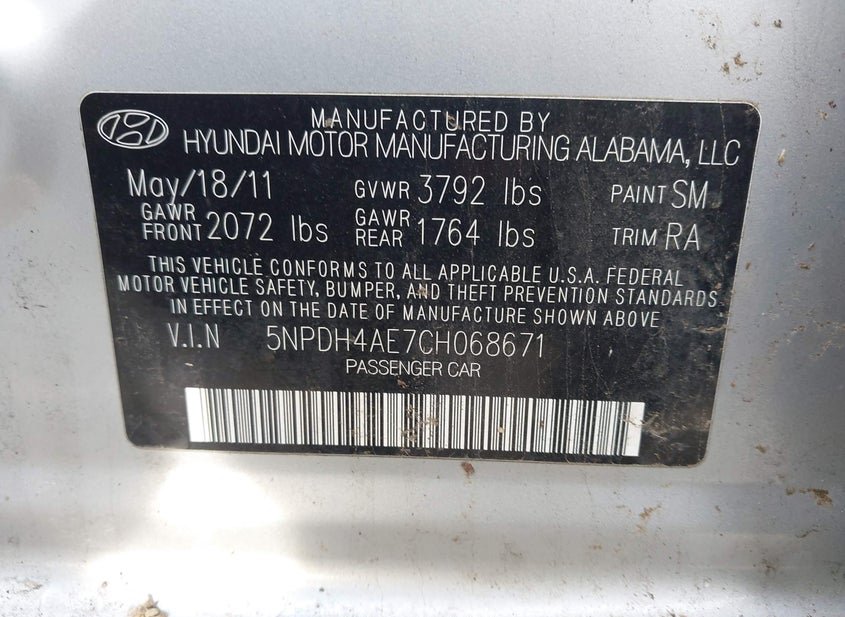 MANUFACTURED BY
HYUNDAI MOTOR MANUFACTURING ALABAMA, LLC
May/18/11 GVWR 3792 lbs PAINT SM
GAWR FRONT 2072 lbs GAWR REAR 1764 lbs TRIM RA
THIS VEHICLE CONFORMS TO ALL APPLICABLE U.S.A. FEDERAL
MOTOR VEHICLE SAFETY, BUMPER, AND THEFT PREVENTION STANDARDS
IN EFFECT ON THE DATE OF MANUFACTURE SHOWN ABOVE
V.I.N 5NPDH4AE7CH068671
PASSENGER CAR